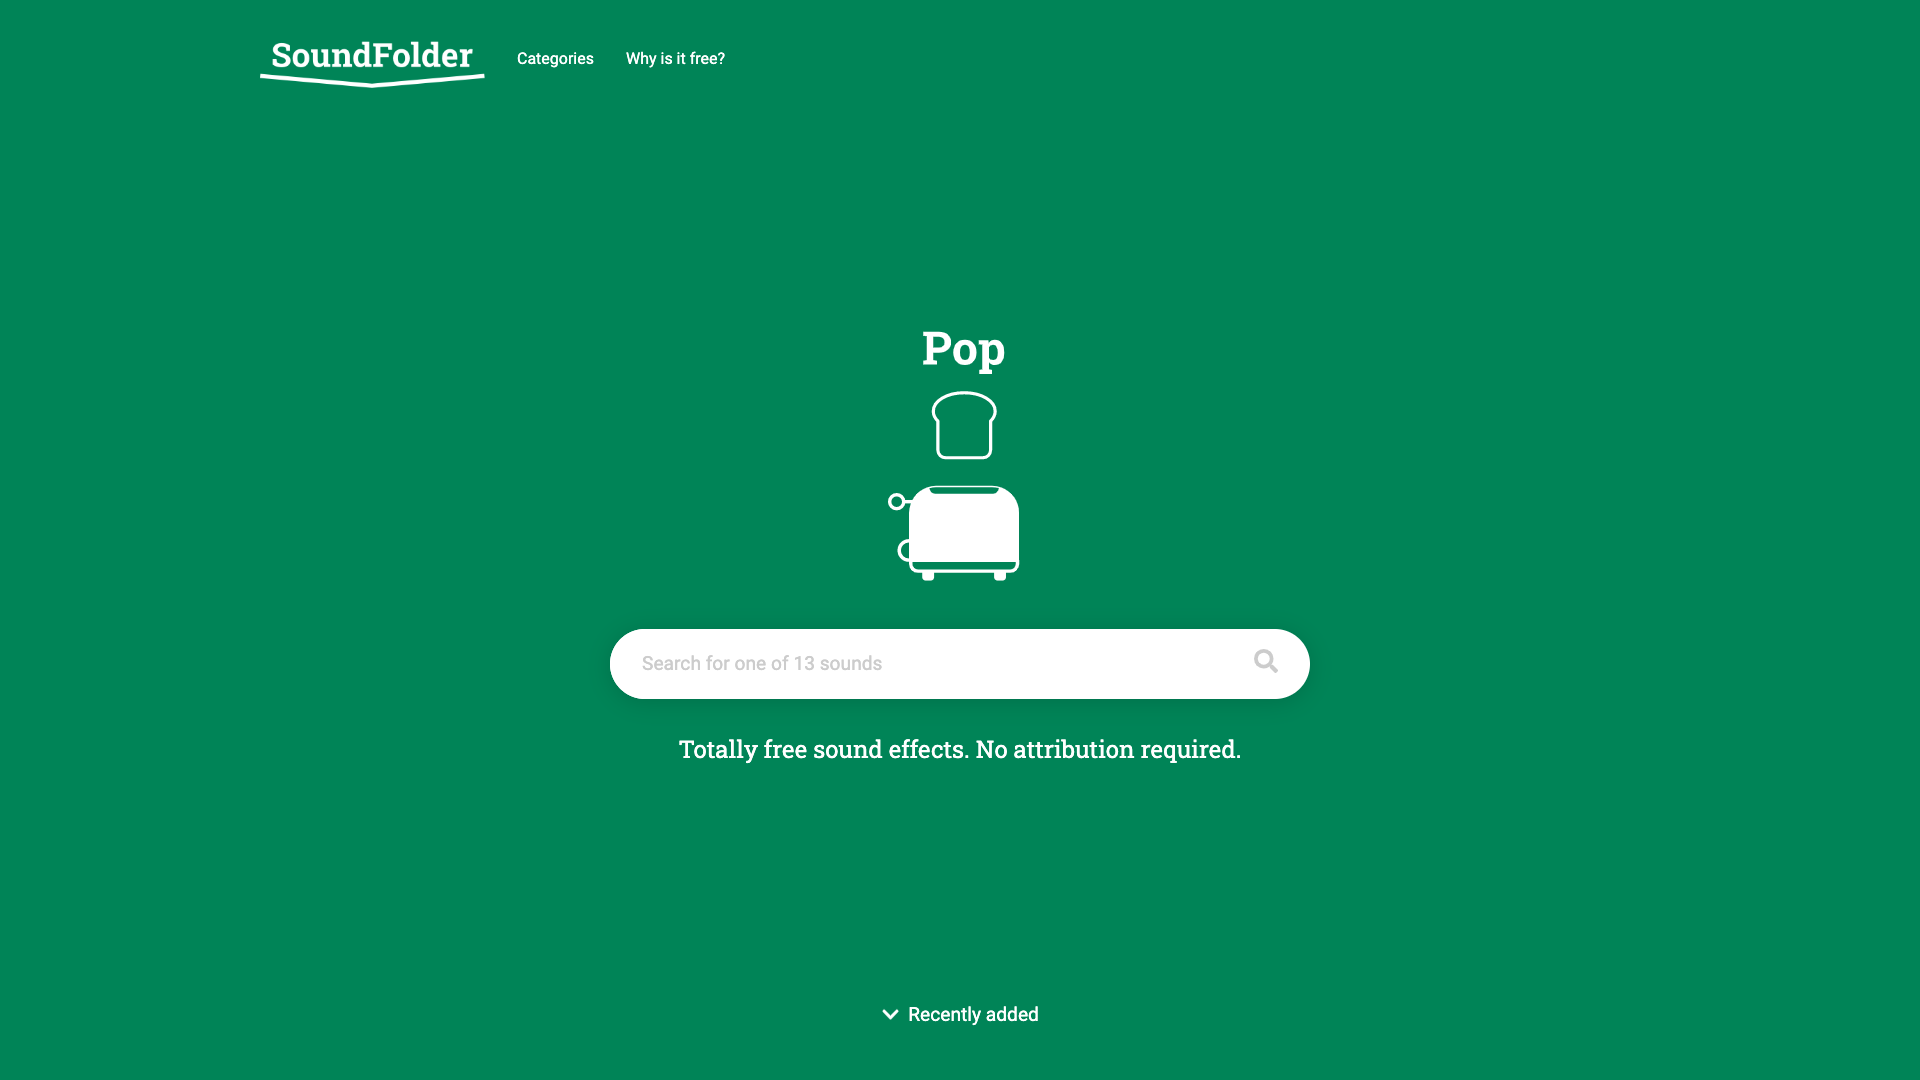 SoundFolder
Categories
Why is it free?
Pop
Search for one of 13 sounds
Totally free sound effects. No attribution required.
Recently added